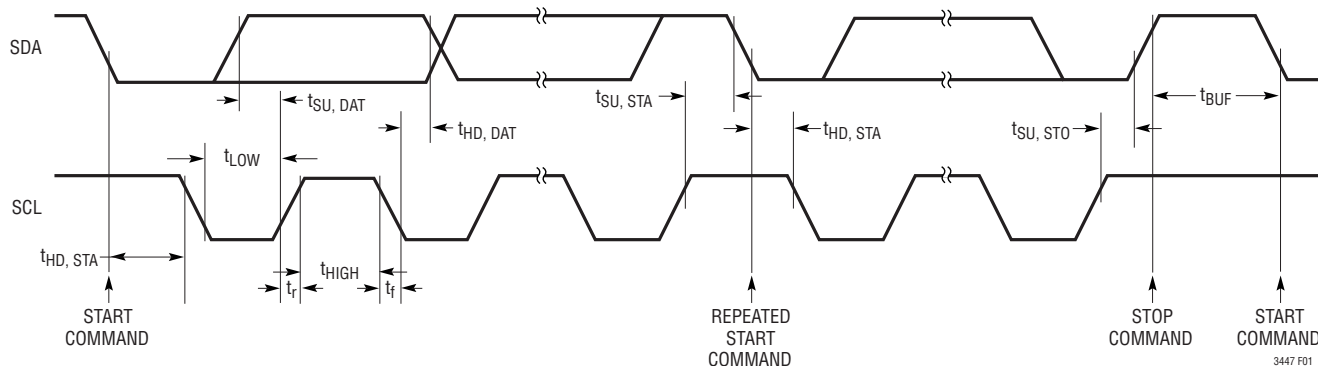 SDA
tSU, DAT
tHD, DAT
tSU, STA
tHD, STA
tBUF
tSU, STO
tLOW
SCL
tHD, STA
tr
tHIGH
tf
START
COMMAND
REPEATED
START
COMMAND
STOP
COMMAND
START
COMMAND
3447 F01